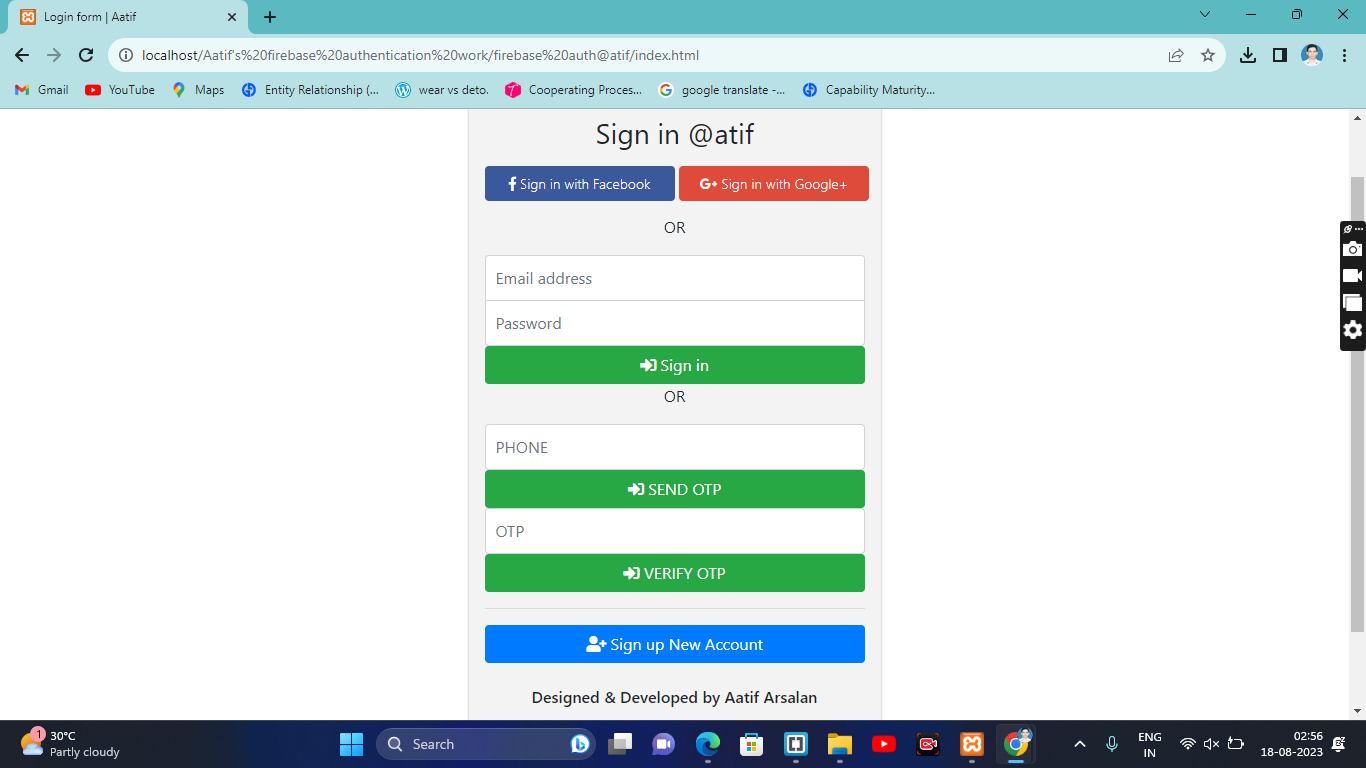 Login form | Aatif
localhost/Aatif's%20firebase%20authentication%20work/firebase%20auth@atif/index.html
Gmail YouTube Maps Entity Relationship (... wear vs deto. Cooperating Proces... google translate -... Capability Maturity...
Sign in @atif
Sign in with Facebook G+ Sign in with Google+
OR
Email address
Password
Sign in
OR
PHONE
SEND OTP
OTP
VERIFY OTP
Sign up New Account
Designed & Developed by Aatif Arsalan
1 30°C
Partly cloudy
Search
ENG
IN
02:56
18-08-2023